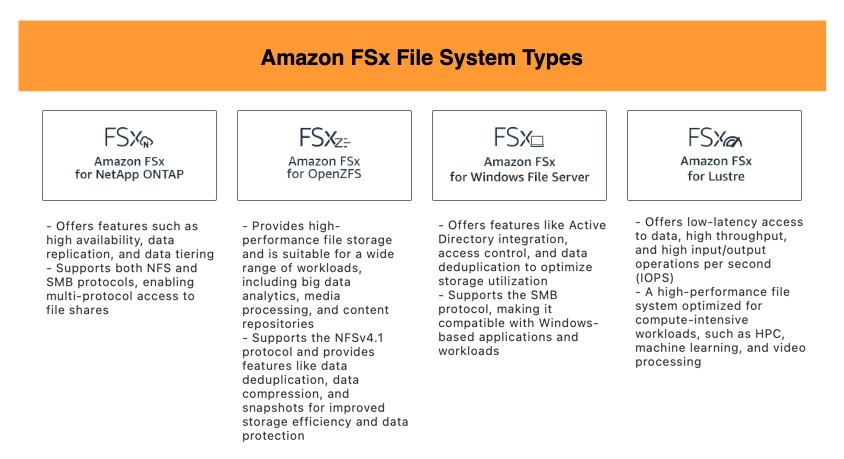 Amazon FSx File System Types
FSx N
Amazon FSx
for NetApp ONTAP
- Offers features such as
high availability, data
replication, and data tiering
- Supports both NFS and
SMB protocols, enabling
multi-protocol access to
file shares
FSx Z
Amazon FSx
for OpenZFS
- Provides high-
performance file storage
and is suitable for a wide
range of workloads,
including big data
analytics, media
processing, and content
repositories
- Supports the NFSv4.1
protocol and provides
features like data
deduplication, data
compression, and
snapshots for improved
storage efficiency and data
protection
FSx
Amazon FSx
for Windows File Server
- Offers features like Active
Directory integration,
access control, and data
deduplication to optimize
storage utilization
- Supports the SMB
protocol, making it
compatible with Windows-
based applications and
workloads
FSx
Amazon FSx
for Lustre
- Offers low-latency access
to data, high throughput,
and high input/output
operations per second
(IOPS)
- A high-performance file
system optimized for
compute-intensive
workloads, such as HPC,
machine learning, and video
processing